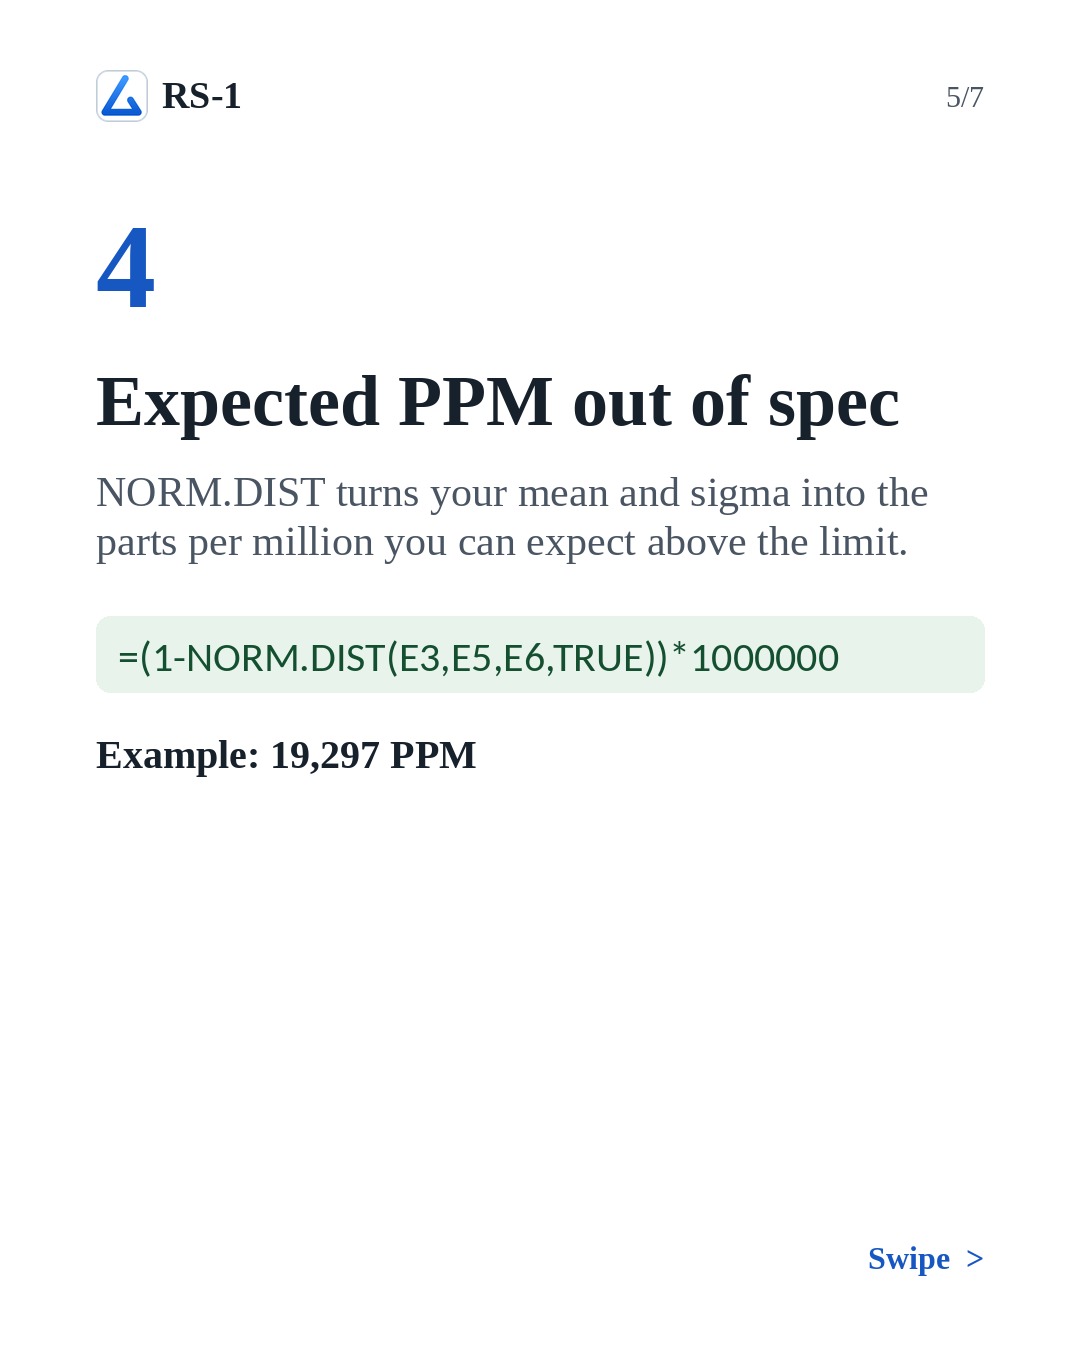 RS-1
5/7
4
Expected PPM out of spec
NORM.DIST turns your mean and sigma into the
parts per million you can expect above the limit.
=(1-NORM.DIST(E3,E5,E6,TRUE))*1000000
Example: 19,297 PPM
Swipe >